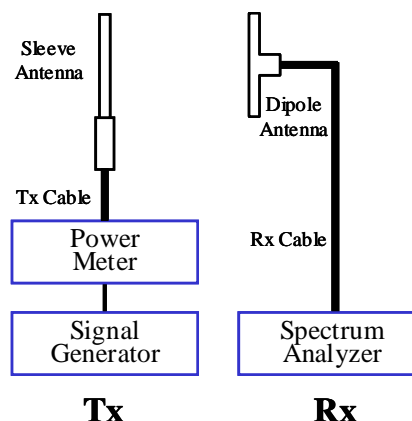 Sleeve
Antenna
Tx Cable
Power
Meter
Signal
Generator
Tx
Dipole
Antenna
Rx Cable
Spectrum
Analyzer
Rx